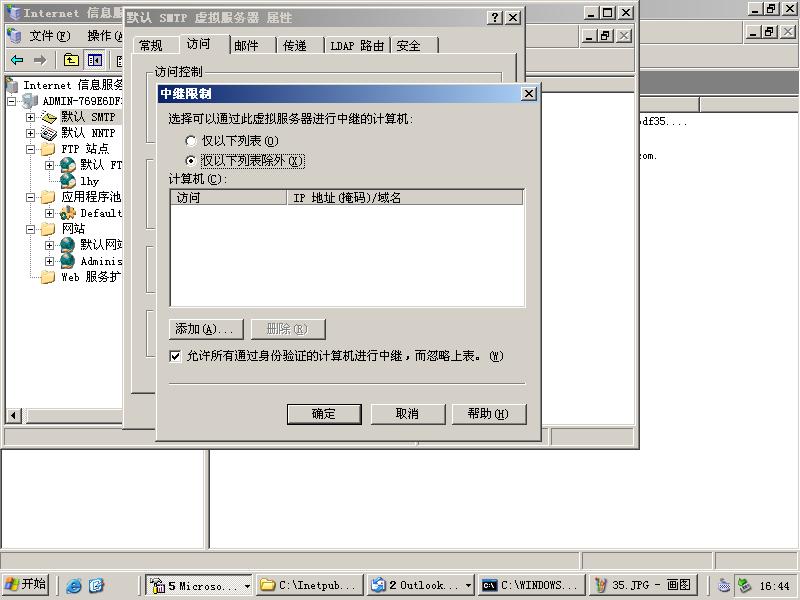 Internet 信息服
文件(F) 操作(A
Internet 信息服务
ADMIN-769E6DF
默认 SMTP
默认 NNTP
FTP 站点
默认 FT
lhy
应用程序池
Default
网站
默认网站
Adminis
Web 服务扩
默认 SMTP 虚拟服务器 属性
常规 访问 邮件 传递 LDAP 路由 安全
访问控制
中继限制
选择可以通过此虚拟服务器进行中继的计算机:
仅以下列表(O)
仅以下列表除外(X)
计算机(C):
访问 IP 地址(掩码)/域名
添加(A)... 删除(R)
允许所有通过身份验证的计算机进行中继，而忽略上表。(W)
确定 取消 帮助(H)
df35....
om.
开始 5 Microso... C:\Inetpub... 2 Outlook... C:\WINDOWS... 35.JPG - 画图 16:44